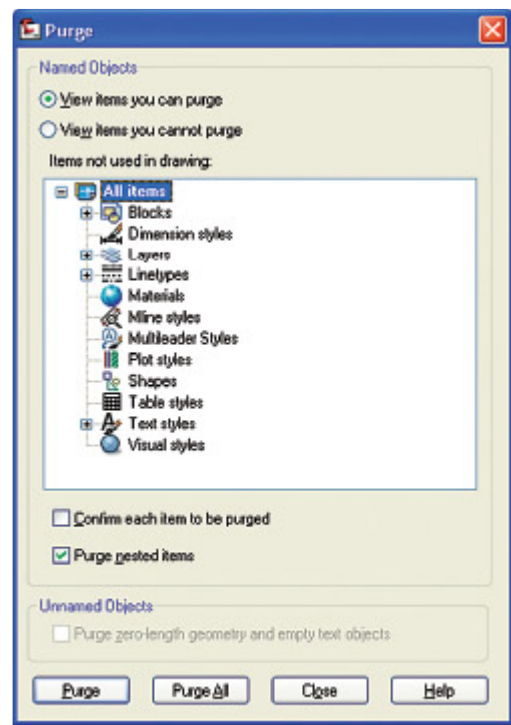 Purge
Named Objects
View items you can purge
View items you cannot purge
Items not used in drawing:
All items
Blocks
Dimension styles
Layers
Linetypes
Materials
Mline styles
Multileader Styles
Plot styles
Shapes
Table styles
Text styles
Visual styles
Confirm each item to be purged
Purge nested items
Unnamed Objects
Purge zero-length geometry and empty text objects
Purge Purge All Close Help